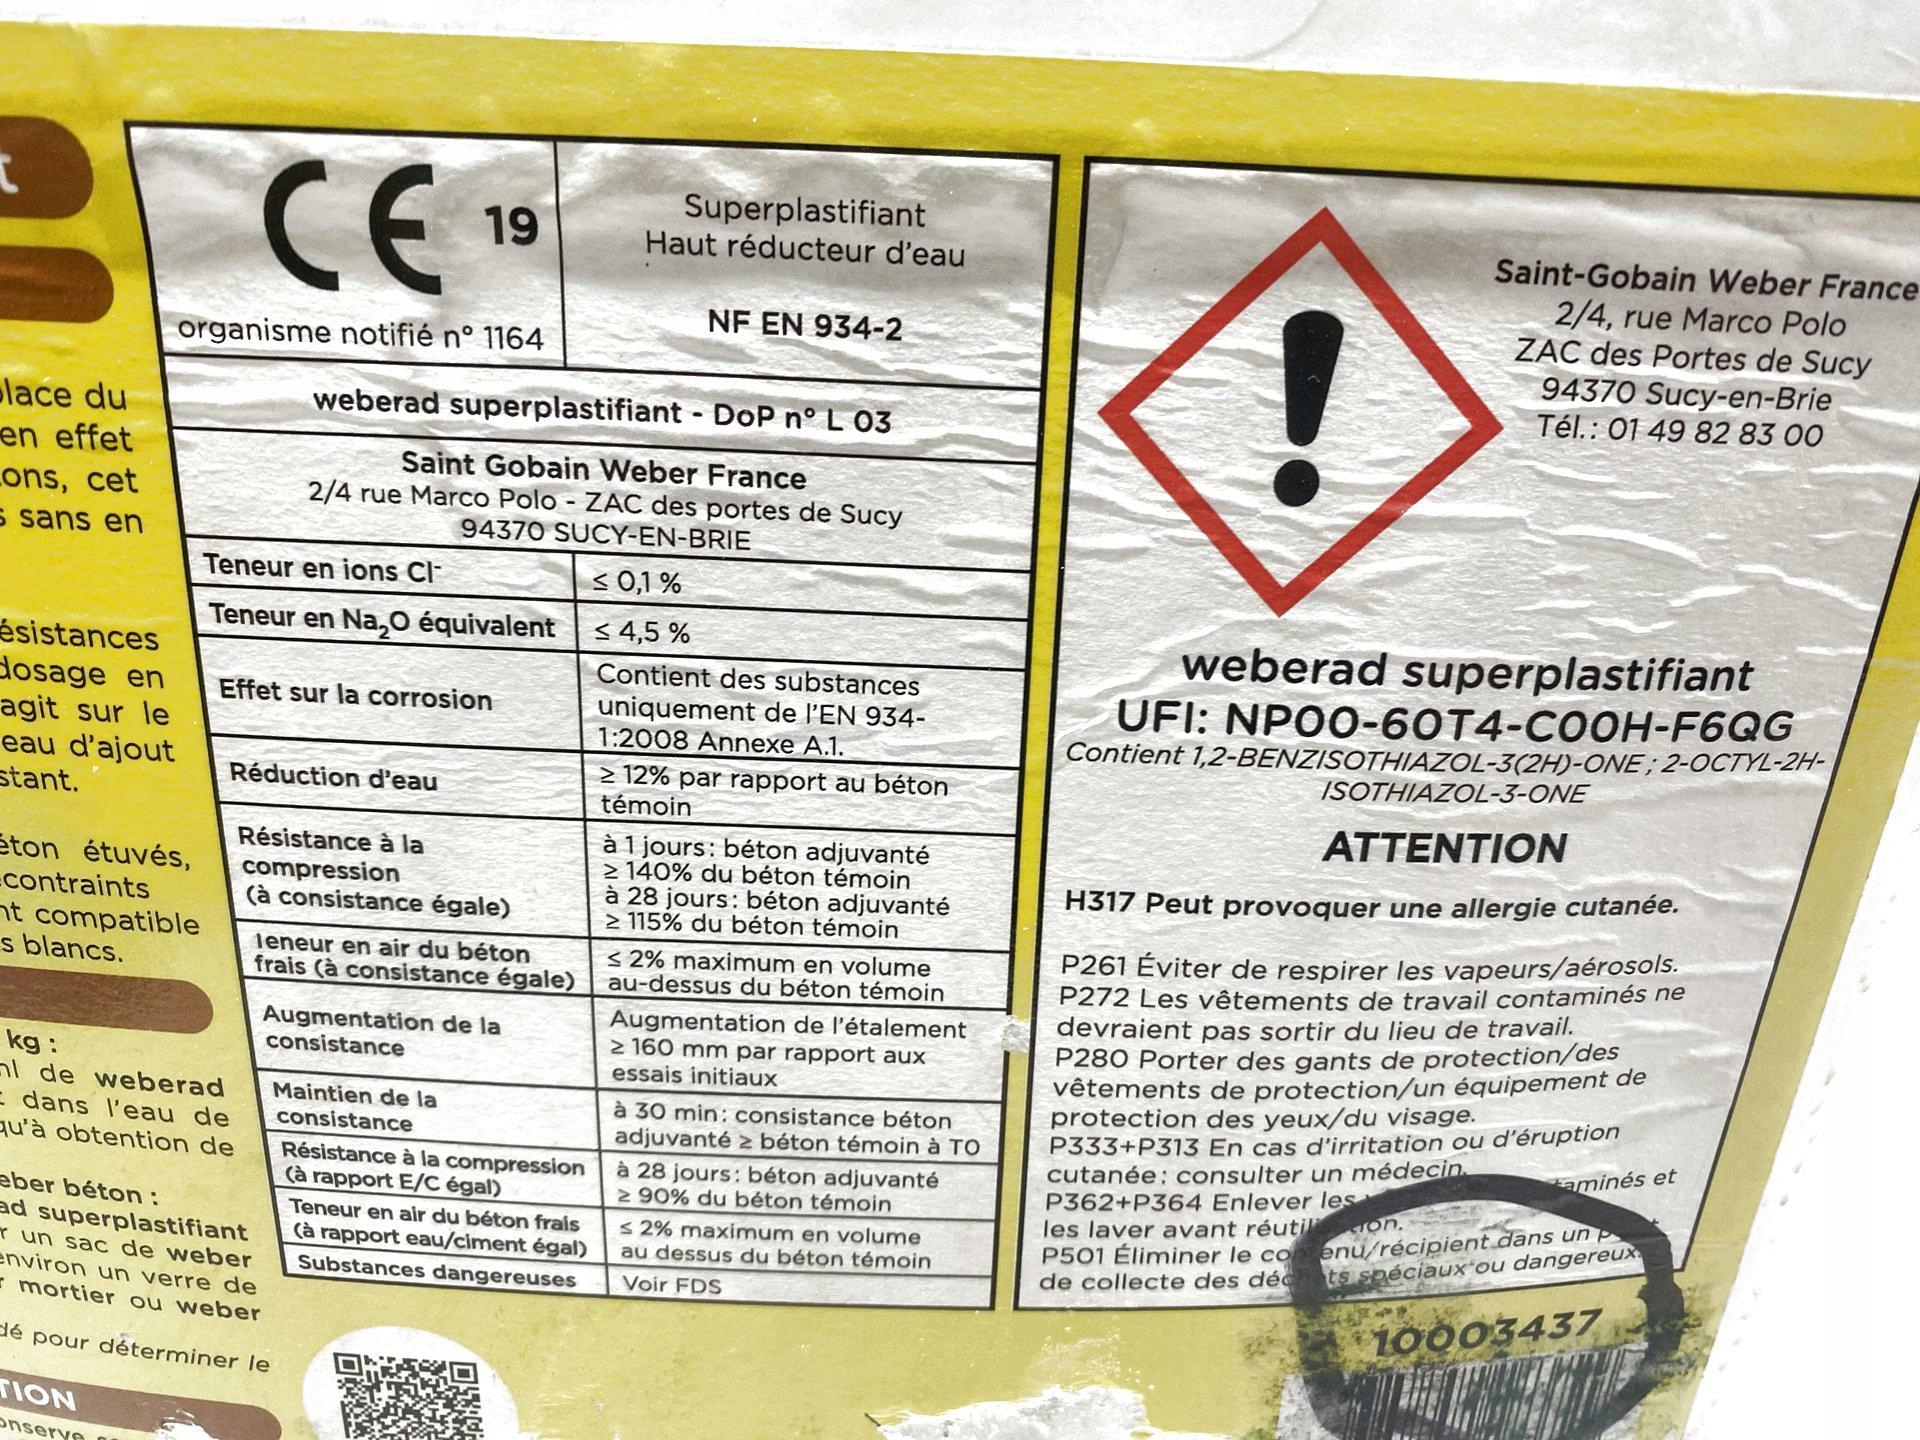 t
place du
en effet
ons, cet
s sans en
ésistances
dosage en
agit sur le
eau d'ajout
stant.
éton étuvés,
contraints
nt compatible
s blancs.
kg :
ml de weberad
t dans l'eau de
qu'à obtention de
eber béton :
ad superplastifiant
r un sac de weber
environ un verre de
r mortier ou weber
dé pour déterminer le
TION
onserve
CE 19
organisme notifié n° 1164
Superplastifiant
Haut réducteur d'eau
NF EN 934-2
weberad superplastifiant - DoP n° L 03
Saint Gobain Weber France
2/4 rue Marco Polo - ZAC des portes de Sucy
94370 SUCY-EN-BRIE
Teneur en ions Cl⁻
≤ 0,1 %
Teneur en Na₂O équivalent
≤ 4,5 %
Effet sur la corrosion
Contient des substances
uniquement de l'EN 934-
1:2008 Annexe A.1.
Réduction d'eau
≥ 12% par rapport au béton
témoin
Résistance à la
compression
(à consistance égale)
à 1 jours : béton adjuvanté
≥ 140% du béton témoin
à 28 jours : béton adjuvanté
≥ 115% du béton témoin
Teneur en air du béton
frais (à consistance égale)
≤ 2% maximum en volume
au-dessus du béton témoin
Augmentation de la
consistance
Augmentation de l'étalement
≥ 160 mm par rapport aux
essais initiaux
Maintien de la
consistance
à 30 min : consistance béton
adjuvanté ≥ béton témoin à T0
Résistance à la compression
(à rapport E/C égal)
à 28 jours : béton adjuvanté
≥ 90% du béton témoin
Teneur en air du béton frais
(à rapport eau/ciment égal)
≤ 2% maximum en volume
au dessus du béton témoin
Substances dangereuses
Voir FDS
Saint-Gobain Weber France
2/4, rue Marco Polo
ZAC des Portes de Sucy
94370 Sucy-en-Brie
Tél. : 01 49 82 83 00
weberad superplastifiant
UFI: NP00-60T4-C00H-F6QG
Contient 1,2-BENZISOTHIAZOL-3(2H)-ONE ; 2-OCTYL-2H-
ISOTHIAZOL-3-ONE
ATTENTION
H317 Peut provoquer une allergie cutanée.
P261 Éviter de respirer les vapeurs/aérosols.
P272 Les vêtements de travail contaminés ne
devraient pas sortir du lieu de travail.
P280 Porter des gants de protection/des
vêtements de protection/un équipement de
protection des yeux/du visage.
P333+P313 En cas d'irritation ou d'éruption
cutanée : consulter un médecin.
P362+P364 Enlever les taminés et
les laver avant réutilisation.
P501 Éliminer le contenu/récipient dans un
de collecte des déchets spéciaux ou dangereux.
10003437